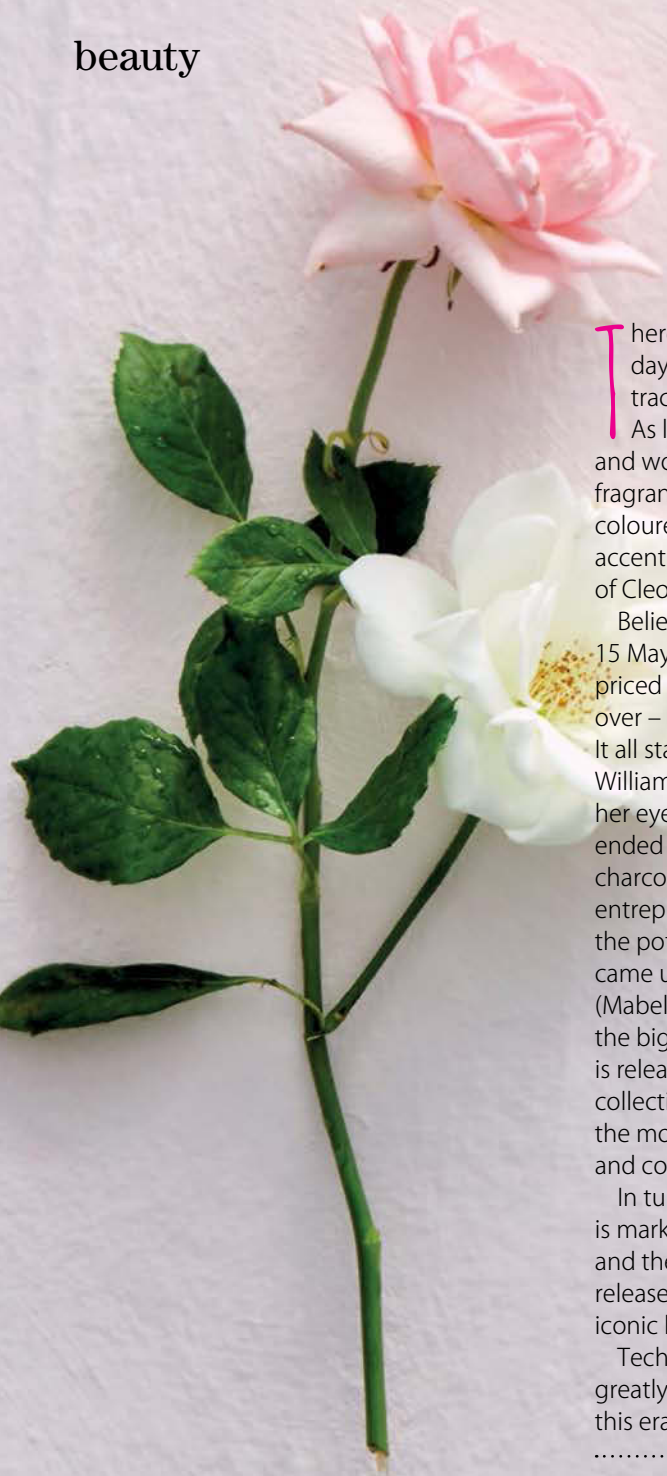 beauty
T
her
day
trac
As l
and wo
fragran
coloure
accent
of Cleo
Belie
15 May
priced
over –
It all sta
William
her eye
ended
charco
entrep
the pot
came u
(Mabel
the big
is relea
collecti
the mo
and co
In tu
is mark
and the
release
iconic l
Tech
greatly
this era